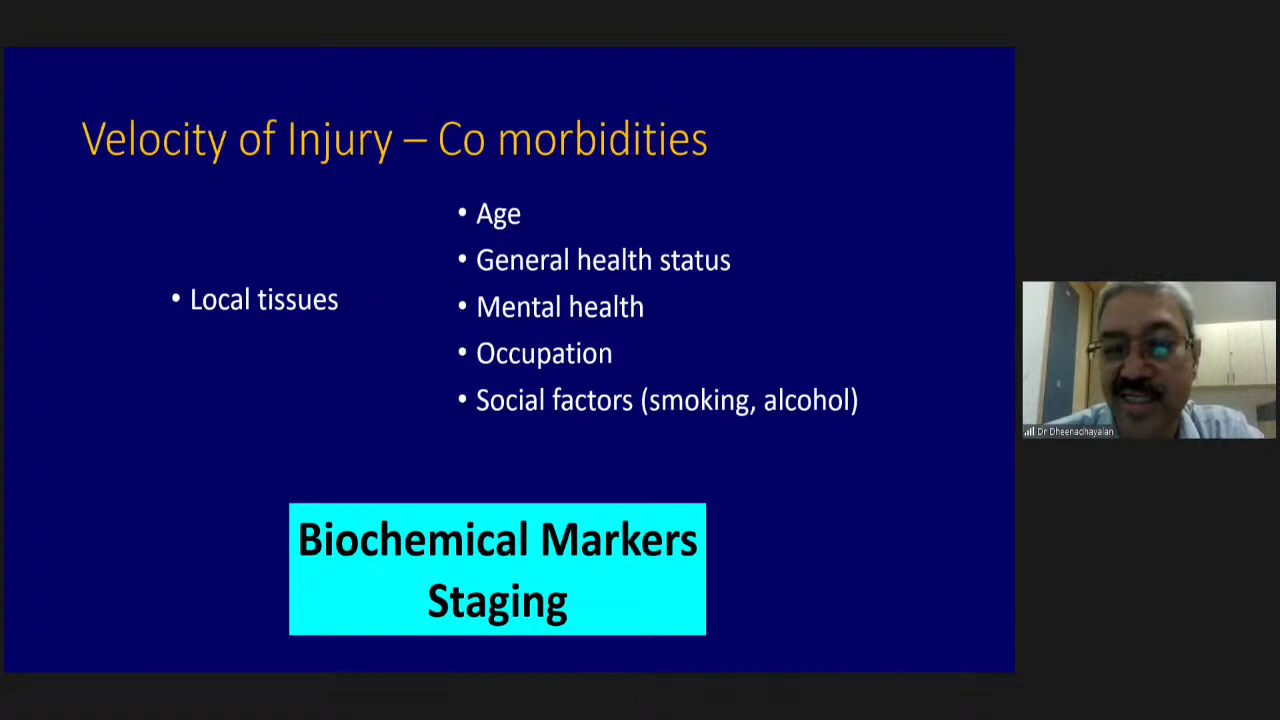 Velocity of Injury – Co morbidities
• Local tissues
• Age
• General health status
• Mental health
• Occupation
• Social factors (smoking, alcohol)
Biochemical Markers
Staging
Dr Dheenadhayalan